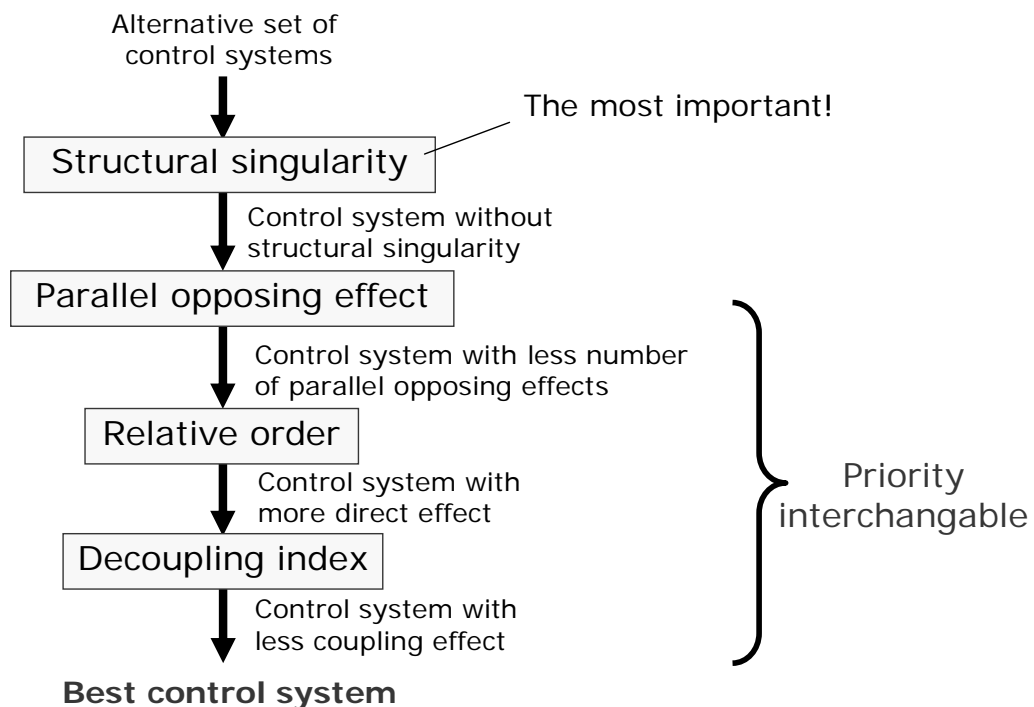 Alternative set of
control systems
The most important!
Structural singularity
Control system without
structural singularity
Parallel opposing effect
Control system with less number
of parallel opposing effects
Relative order
Control system with
more direct effect
Priority
interchangable
Decoupling index
Control system with
less coupling effect
Best control system